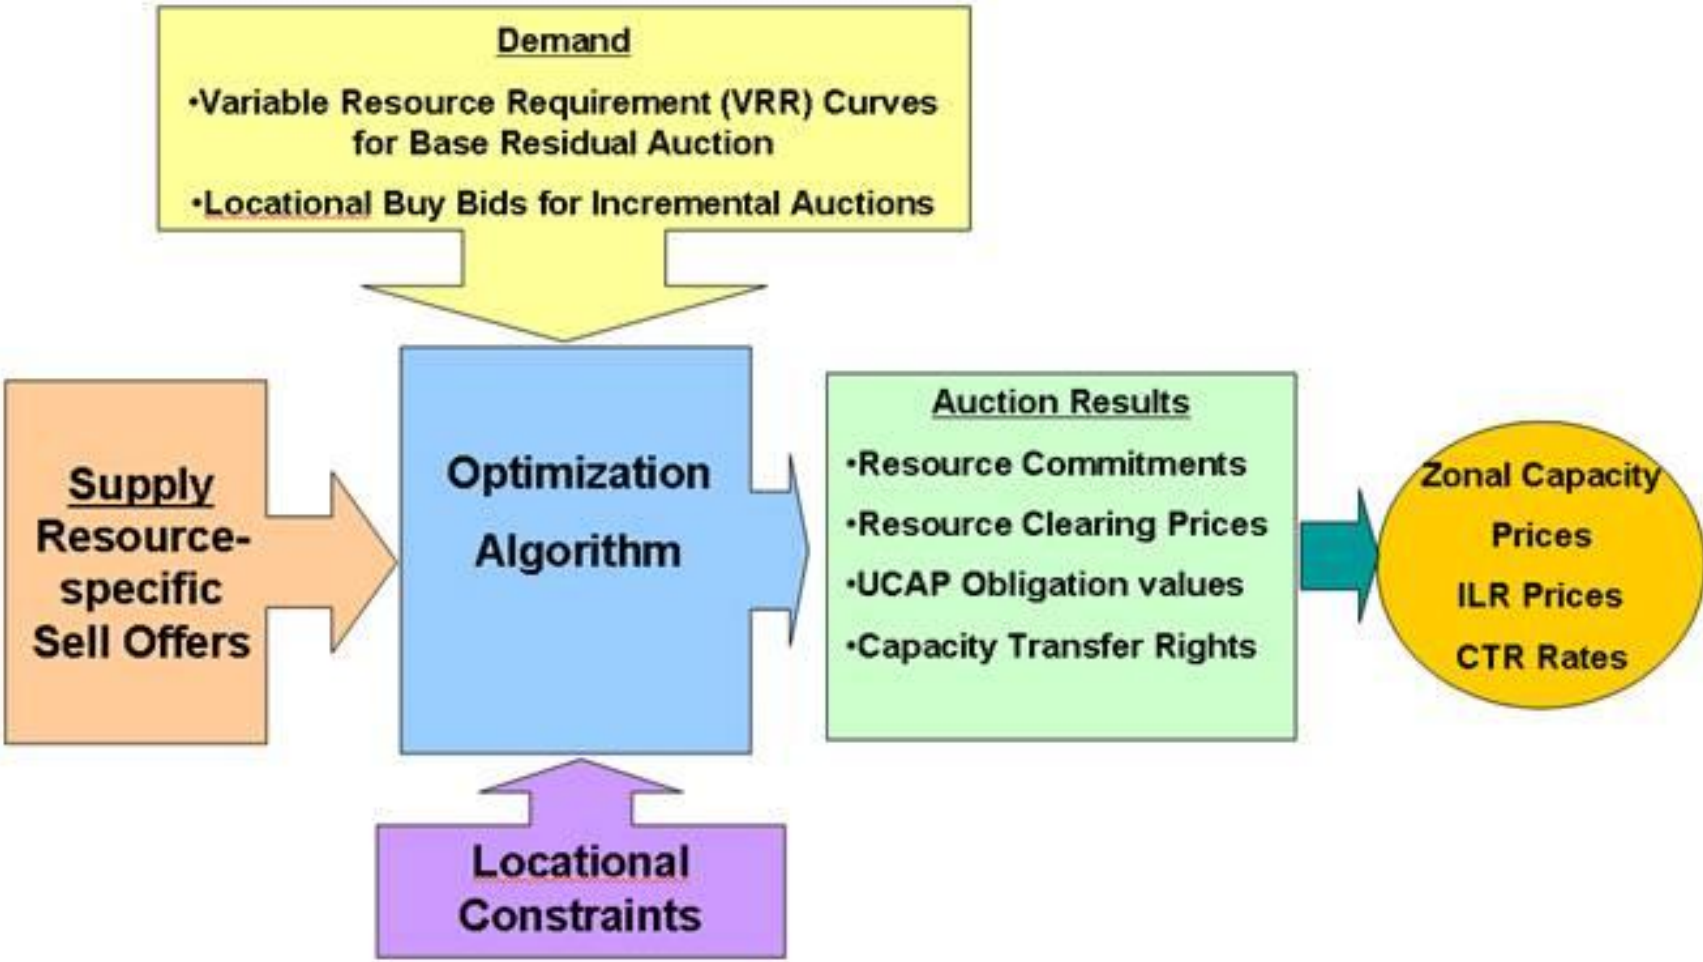 Demand
•Variable Resource Requirement (VRR) Curves
for Base Residual Auction
•Locational Buy Bids for Incremental Auctions
Supply
Resource-
specific
Sell Offers
Optimization
Algorithm
Auction Results
•Resource Commitments
•Resource Clearing Prices
•UCAP Obligation values
•Capacity Transfer Rights
Zonal Capacity
Prices
ILR Prices
CTR Rates
Locational
Constraints